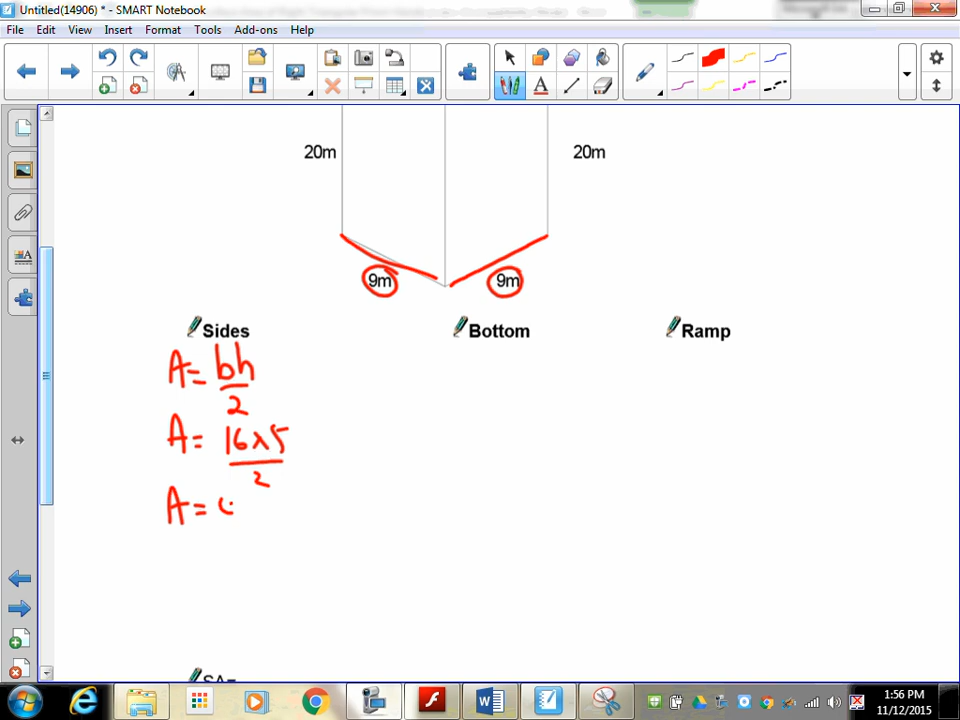 Untitled(14906) * - SMART Notebook
File Edit View Insert Format Tools Add-ons Help
20m 20m
9m 9m
Sides Bottom Ramp
A = bh
2
A = 16x5
2
A =
SA=
1:56 PM
11/12/2015